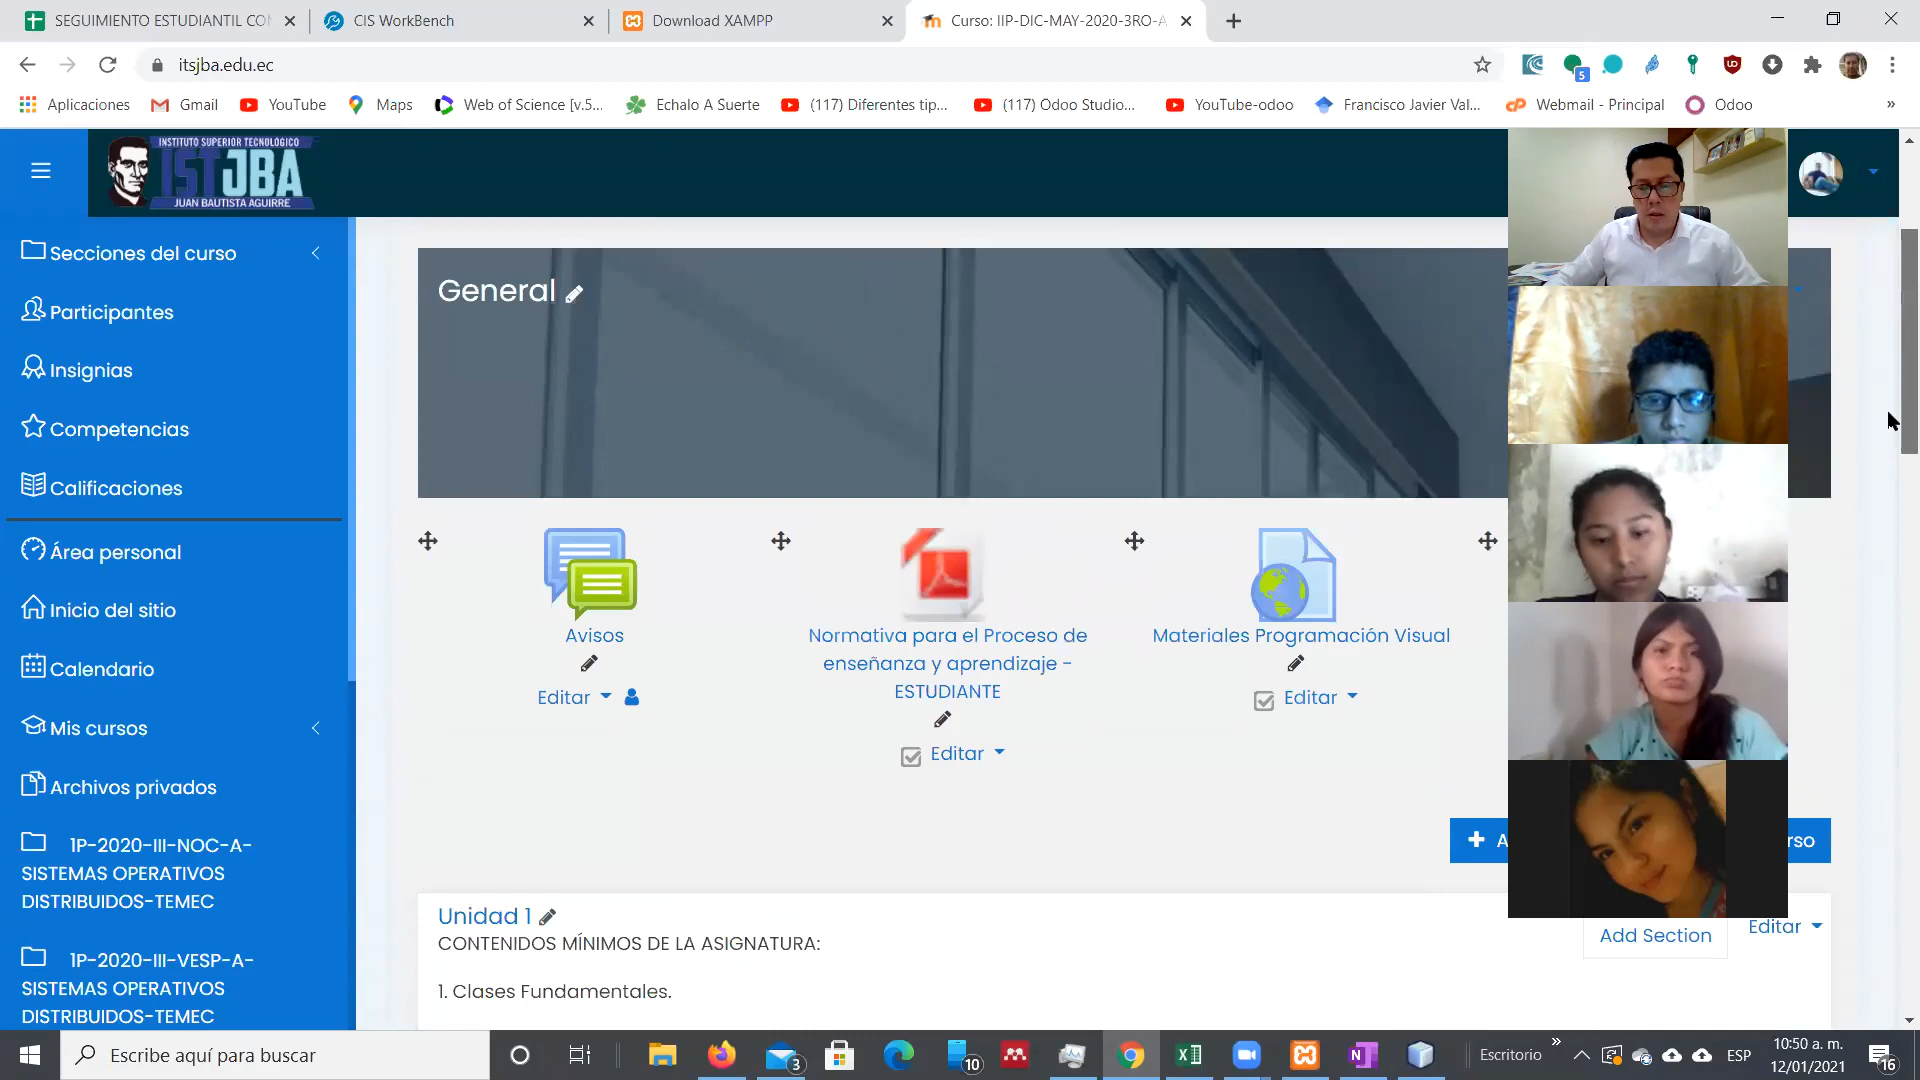 SEGUIMIENTO ESTUDIANTIL CON
CIS WorkBench
Download XAMPP
Curso: IIP-DIC-MAY-2020-3RO-A
itsjba.edu.ec
5
Aplicaciones
Gmail
YouTube
Maps
Web of Science [v.5...
Echalo A Suerte
(117) Diferentes tip...
(117) Odoo Studio...
YouTube-odoo
Francisco Javier Val...
Webmail - Principal
Odoo
»
INSTITUTO SUPERIOR TECNOLÓGICO
ISTJBA
JUAN BAUTISTA AGUIRRE
Secciones del curso
Participantes
Insignias
Competencias
Calificaciones
Área personal
Inicio del sitio
Calendario
Mis cursos
Archivos privados
1P-2020-III-NOC-A-
SISTEMAS OPERATIVOS
DISTRIBUIDOS-TEMEC
1P-2020-III-VESP-A-
SISTEMAS OPERATIVOS
DISTRIBUIDOS-TEMEC
General
Avisos
Editar
Normativa para el Proceso de
enseñanza y aprendizaje -
ESTUDIANTE
Editar
Materiales Programación Visual
Editar
+ A
rso
Unidad 1
Editar
Add Section
CONTENIDOS MÍNIMOS DE LA ASIGNATURA:
1. Clases Fundamentales.
Escribe aquí para buscar
3
10
Escritorio
»
ESP
10:50 a. m.
12/01/2021
16